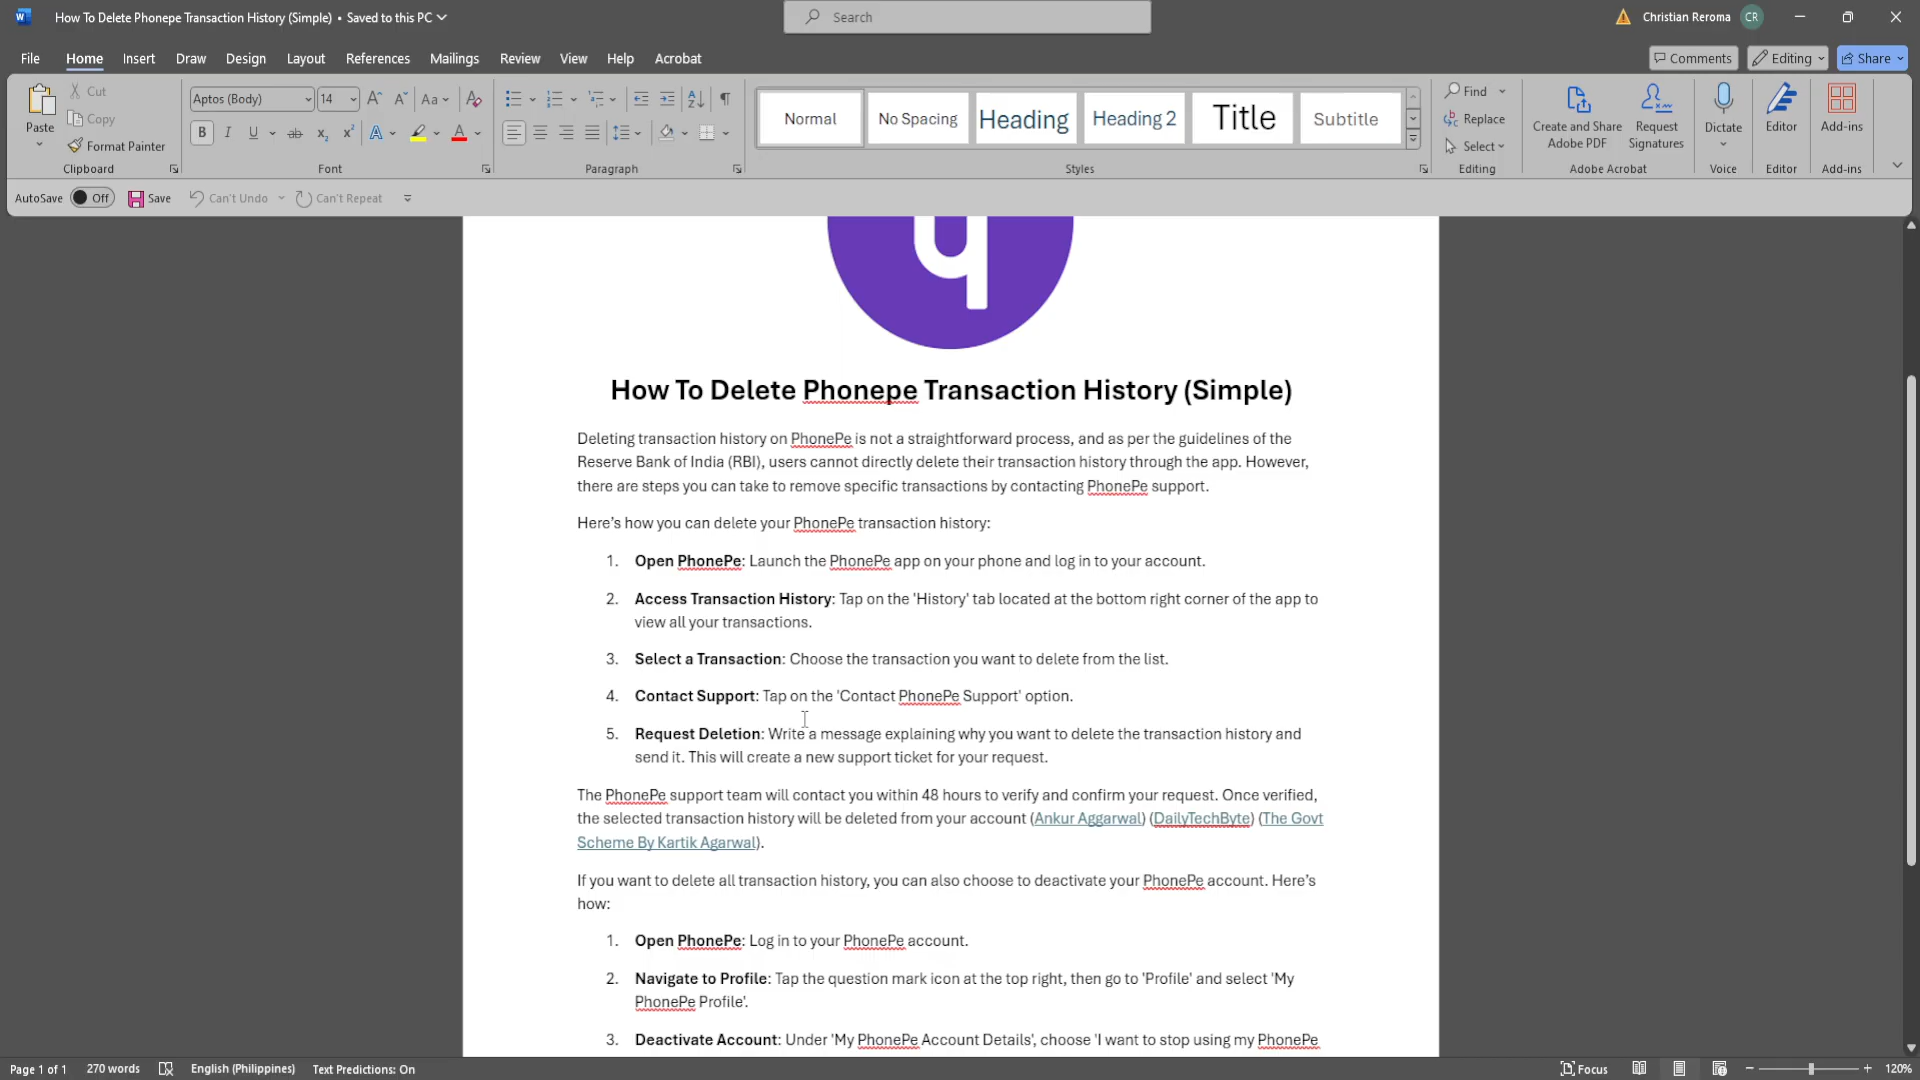 How To Delete Phonepe Transaction History (Simple) • Saved to this PC
Search
Christian Reroma
CR
File
Home
Insert
Draw
Design
Layout
References
Mailings
Review
View
Help
Acrobat
Comments
Editing
Share
Paste
Cut
Copy
Format Painter
Clipboard
Aptos (Body)
14
Font
Paragraph
Normal
No Spacing
Heading
Heading 2
Title
Subtitle
Styles
Find
Replace
Select
Editing
Create and Share
Adobe PDF
Request
Signatures
Adobe Acrobat
Dictate
Voice
Editor
Editor
Add-ins
Add-ins
AutoSave
Off
Save
Can't Undo
Can't Repeat
How To Delete Phonepe Transaction History (Simple)
Deleting transaction history on PhonePe is not a straightforward process, and as per the guidelines of the
Reserve Bank of India (RBI), users cannot directly delete their transaction history through the app. However,
there are steps you can take to remove specific transactions by contacting PhonePe support.
Here's how you can delete your PhonePe transaction history:
1. Open PhonePe: Launch the PhonePe app on your phone and log in to your account.
2. Access Transaction History: Tap on the 'History' tab located at the bottom right corner of the app to
view all your transactions.
3. Select a Transaction: Choose the transaction you want to delete from the list.
4. Contact Support: Tap on the 'Contact PhonePe Support' option.
5. Request Deletion: Write a message explaining why you want to delete the transaction history and
send it. This will create a new support ticket for your request.
The PhonePe support team will contact you within 48 hours to verify and confirm your request. Once verified,
the selected transaction history will be deleted from your account (Ankur Aggarwal) (DailyTechByte) (The Govt
Scheme By Kartik Agarwal).
If you want to delete all transaction history, you can also choose to deactivate your PhonePe account. Here's
how:
1. Open PhonePe: Log in to your PhonePe account.
2. Navigate to Profile: Tap the question mark icon at the top right, then go to 'Profile' and select 'My
PhonePe Profile'.
3. Deactivate Account: Under 'My PhonePe Account Details', choose 'I want to stop using my PhonePe
Page 1 of 1
270 words
English (Philippines)
Text Predictions: On
Focus
120%